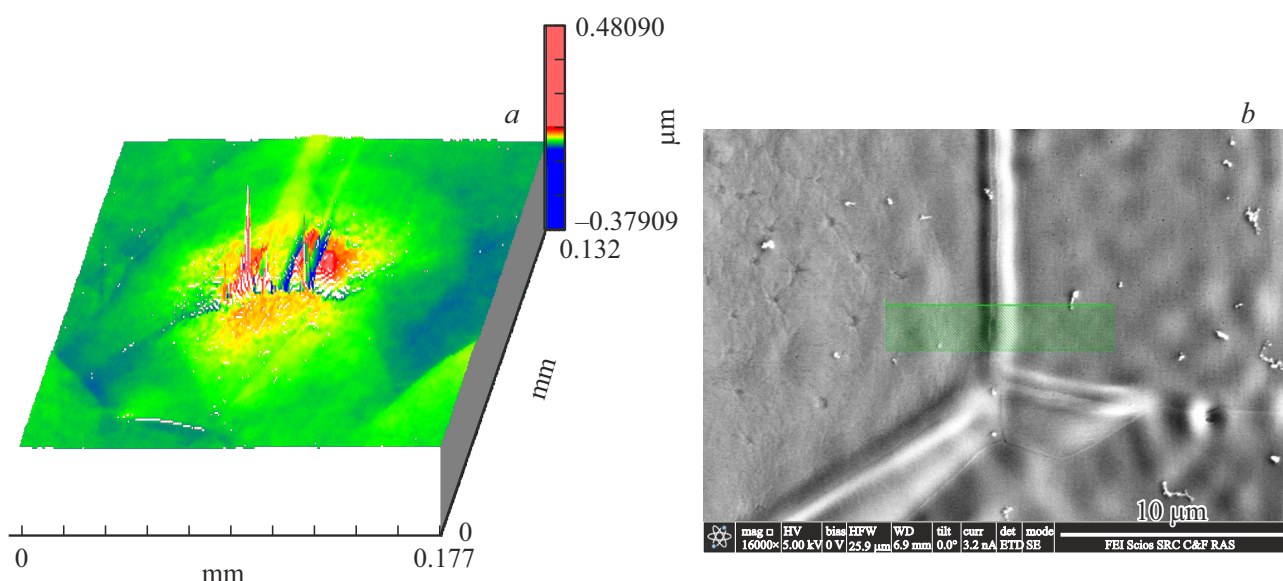 0.48090
a
b
μm
–0.37909
0.132
mm
0
0
0.177
mm
10 μm
mag □ HV bias HFW WD tilt curr det mode
16000× 5.00 kV 0 V 25.9 μm 6.9 mm 0.0° 3.2 nA ETD SE FEI Scios SRC C&F RAS